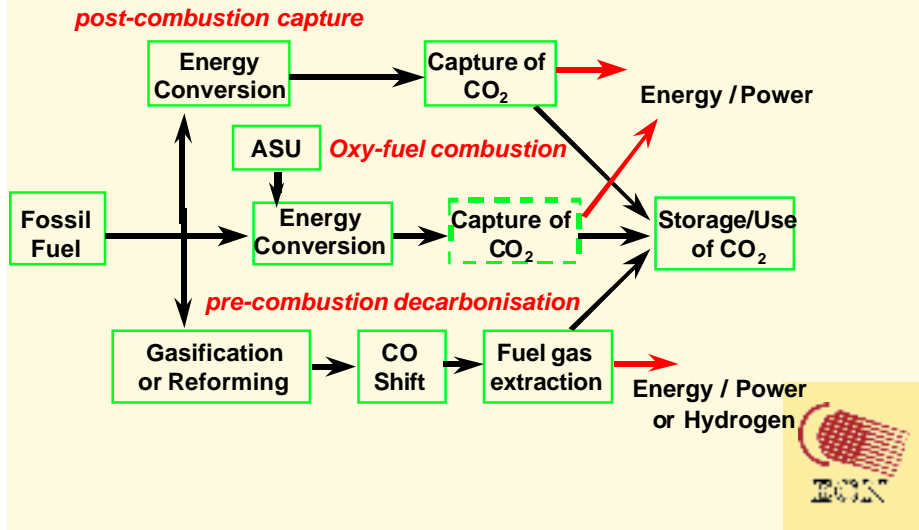 post-combustion capture
Energy
Conversion
Capture of
CO₂
Energy / Power
ASU
Oxy-fuel combustion
Fossil
Fuel
Energy
Conversion
Capture of
CO₂
Storage/Use
of CO₂
pre-combustion decarbonisation
Gasification
or Reforming
CO
Shift
Fuel gas
extraction
Energy / Power
or Hydrogen
ECN